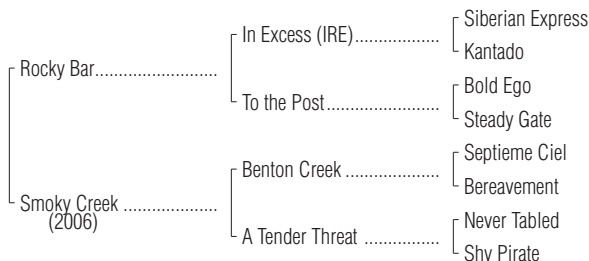 Siberian Express
In Excess (IRE)..................
Kantado
Rocky Bar..........................
Bold Ego
To the Post........................
Steady Gate
Septieme Ciel
Benton Creek ....................
Bereavement
Smoky Creek ....................
(2006)
Never Tabled
A Tender Threat ................
Shy Pirate